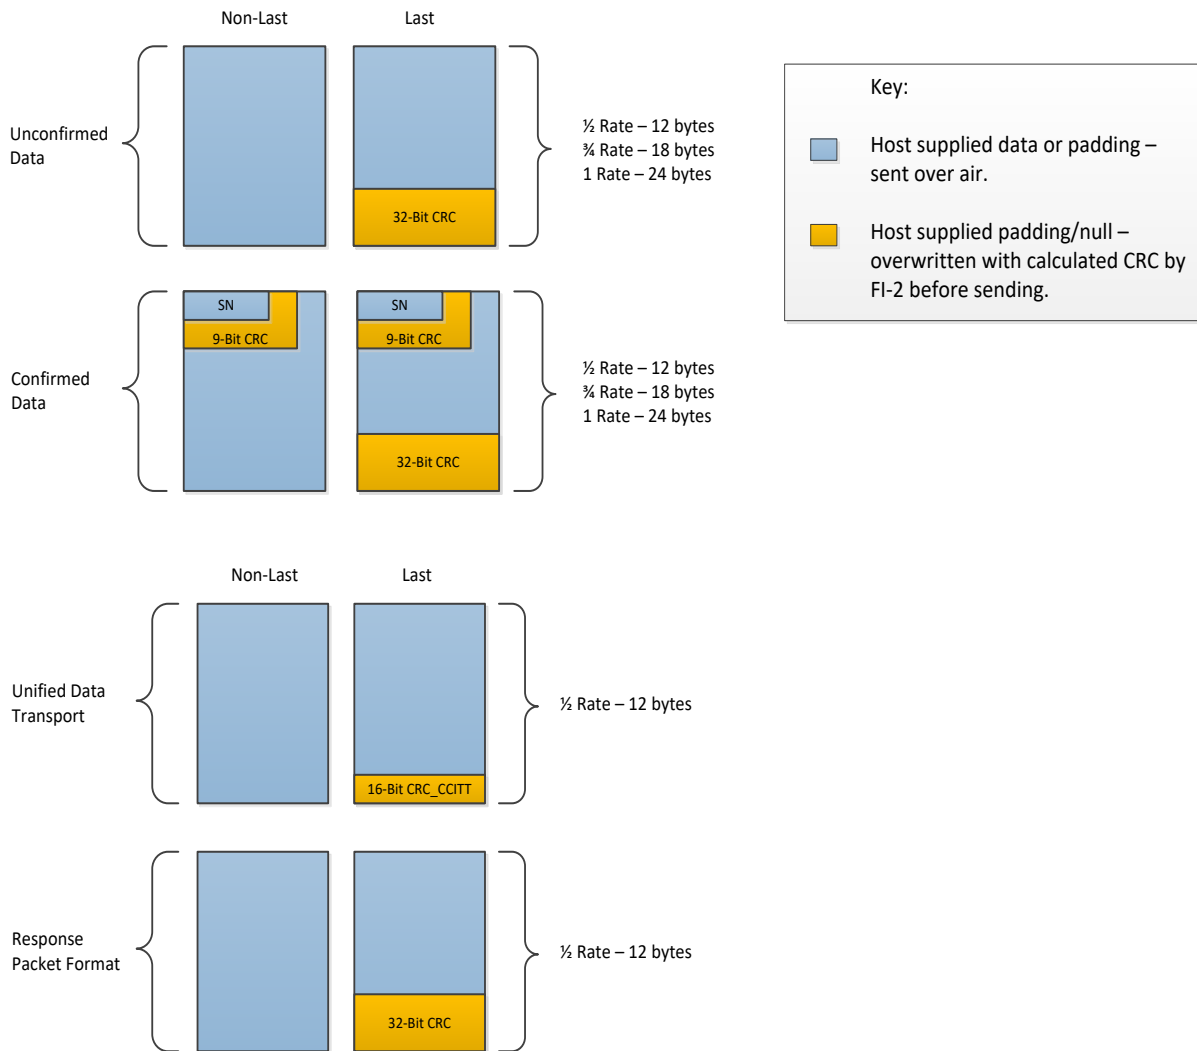 Non-Last
Last
Unconfirmed
Data
32-Bit CRC
½ Rate – 12 bytes
¾ Rate – 18 bytes
1 Rate – 24 bytes
Key:
Host supplied data or padding –
sent over air.
Host supplied padding/null –
overwritten with calculated CRC by
FI-2 before sending.
Confirmed
Data
SN
9-Bit CRC
SN
9-Bit CRC
32-Bit CRC
½ Rate – 12 bytes
¾ Rate – 18 bytes
1 Rate – 24 bytes
Non-Last
Last
Unified Data
Transport
16-Bit CRC_CCITT
½ Rate – 12 bytes
Response
Packet Format
32-Bit CRC
½ Rate – 12 bytes